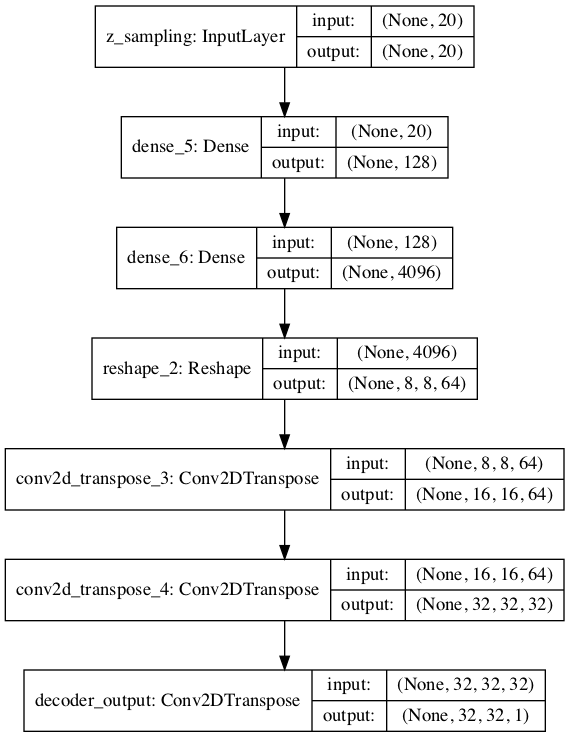 z_sampling: InputLayer
input: (None, 20)
output: (None, 20)
dense_5: Dense
input: (None, 20)
output: (None, 128)
dense_6: Dense
input: (None, 128)
output: (None, 4096)
reshape_2: Reshape
input: (None, 4096)
output: (None, 8, 8, 64)
conv2d_transpose_3: Conv2DTranspose
input: (None, 8, 8, 64)
output: (None, 16, 16, 64)
conv2d_transpose_4: Conv2DTranspose
input: (None, 16, 16, 64)
output: (None, 32, 32, 32)
decoder_output: Conv2DTranspose
input: (None, 32, 32, 32)
output: (None, 32, 32, 1)